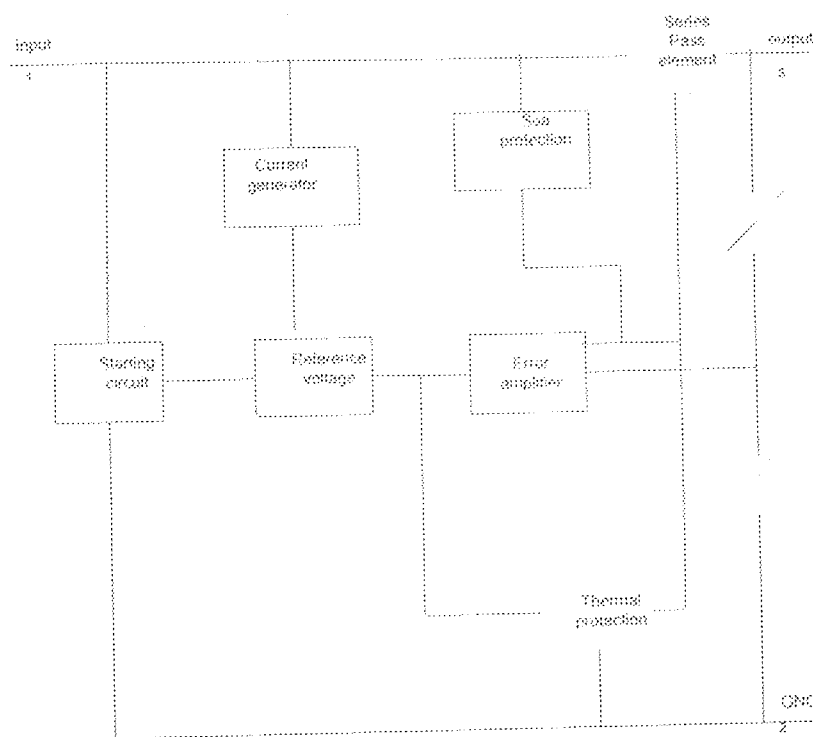 Series
Pass
element
input
output
1
3
Soa
protection
Current
generator
Starting
circuit
Reference
voltage
Error
amplifier
Thermal
protection
GND
2